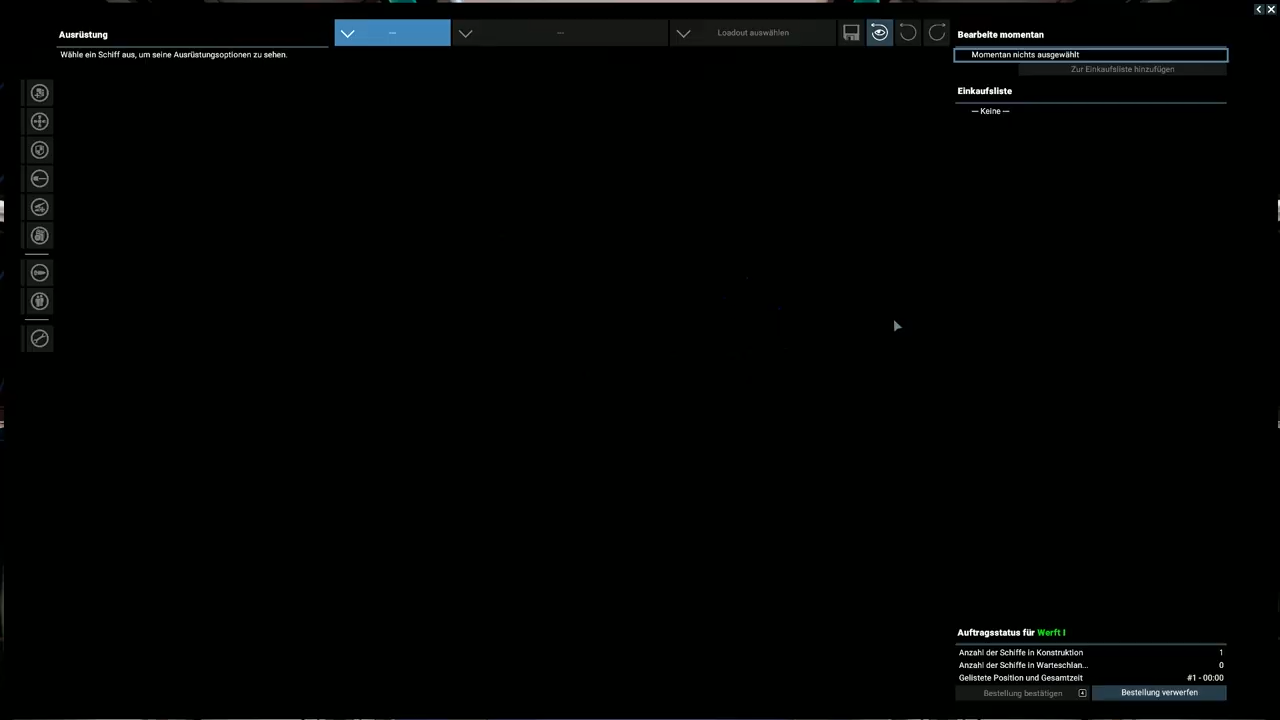 Ausrüstung
Wähle ein Schiff aus, um seine Ausrüstungsoptionen zu sehen.
---
---
Loadout auswählen
Bearbeite momentan
Momentan nichts ausgewählt
Zur Einkaufsliste hinzufügen
Einkaufsliste
--- Keine ---
Auftragsstatus für Werft I
Anzahl der Schiffe in Konstruktion 1
Anzahl der Schiffe in Warteschlan... 0
Gelistete Position und Gesamtzeit #1 - 00:00
Bestellung bestätigen
Bestellung verwerfen